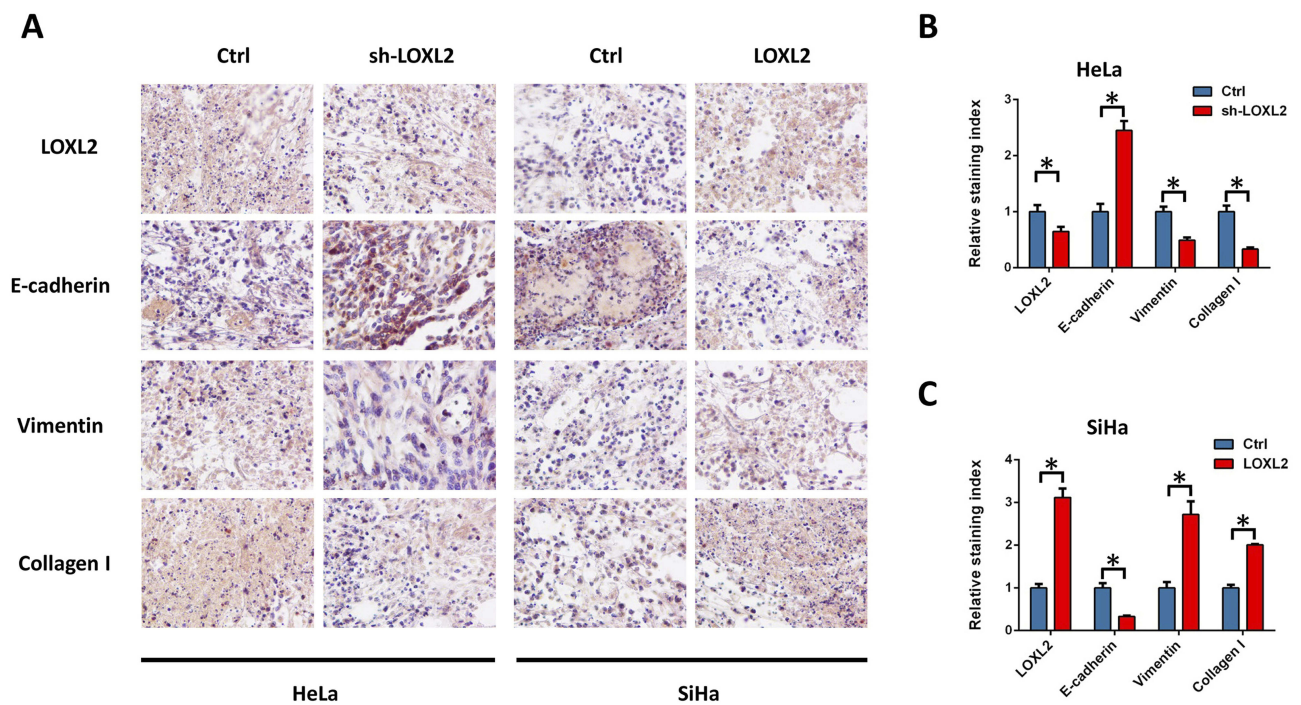 A
Ctrl
sh-LOXL2
Ctrl
LOXL2
LOXL2
E-cadherin
Vimentin
Collagen I
HeLa
SiHa
B
HeLa
Ctrl
sh-LOXL2
Relative staining index
3
2
1
0
*
*
*
*
LOXL2
E-cadherin
Vimentin
Collagen I
C
SiHa
Ctrl
LOXL2
Relative staining index
4
3
2
1
0
*
*
*
*
LOXL2
E-cadherin
Vimentin
Collagen I